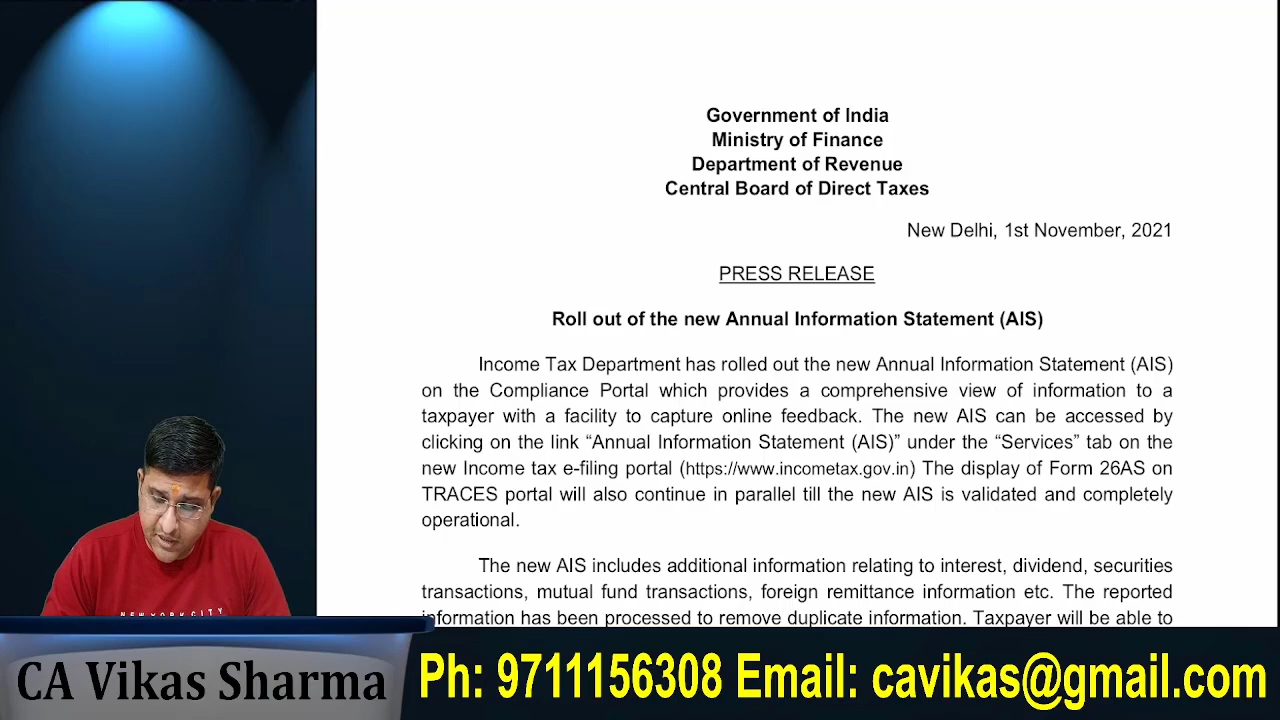 Government of India
Ministry of Finance
Department of Revenue
Central Board of Direct Taxes
New Delhi, 1st November, 2021
PRESS RELEASE
Roll out of the new Annual Information Statement (AIS)
Income Tax Department has rolled out the new Annual Information Statement (AIS)
on the Compliance Portal which provides a comprehensive view of information to a
taxpayer with a facility to capture online feedback. The new AIS can be accessed by
clicking on the link “Annual Information Statement (AIS)” under the “Services” tab on the
new Income tax e-filing portal (https://www.incometax.gov.in) The display of Form 26AS on
TRACES portal will also continue in parallel till the new AIS is validated and completely
operational.
The new AIS includes additional information relating to interest, dividend, securities
transactions, mutual fund transactions, foreign remittance information etc. The reported
information has been processed to remove duplicate information. Taxpayer will be able to
NEW YORK CITY
CA Vikas Sharma
Ph: 9711156308 Email: cavikas@gmail.com